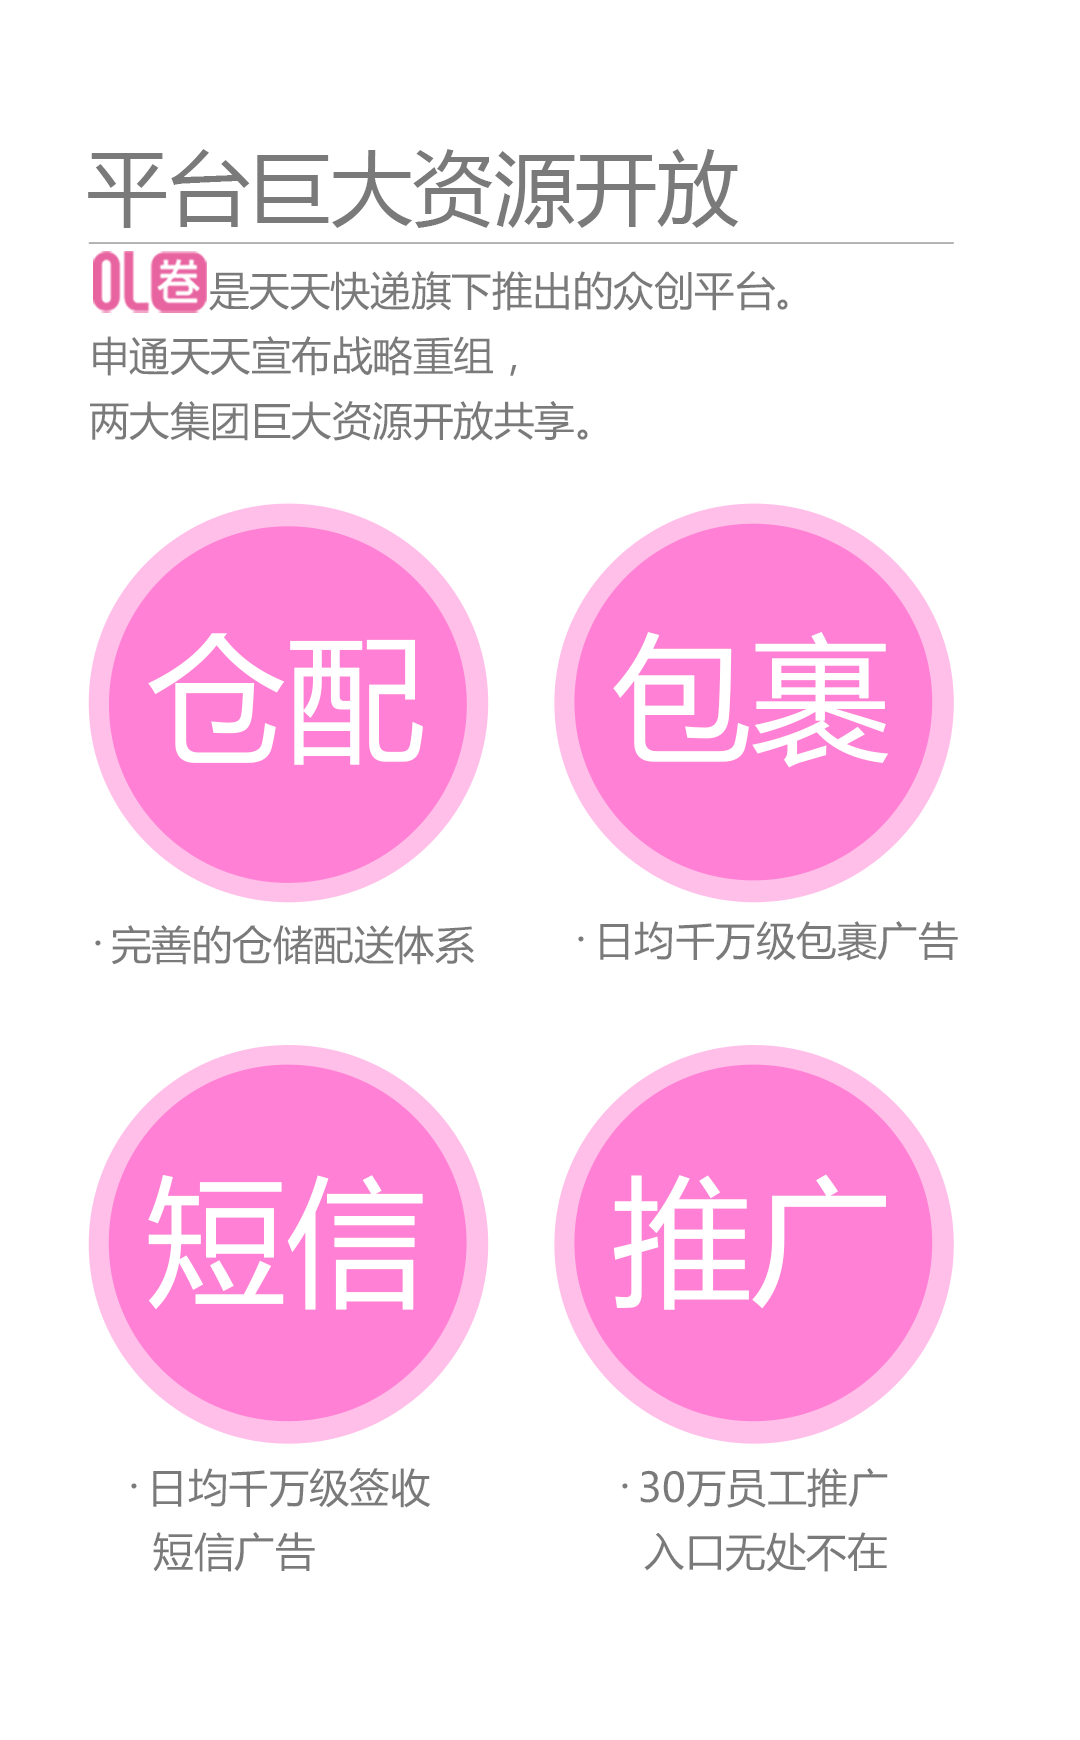 平台巨大资源开放
OL卷是天天快递旗下推出的众创平台。
申通天天宣布战略重组，
两大集团巨大资源开放共享。
仓配
包裹
· 完善的仓储配送体系
· 日均千万级包裹广告
短信
推广
· 日均千万级签收
短信广告
· 30万员工推广
入口无处不在